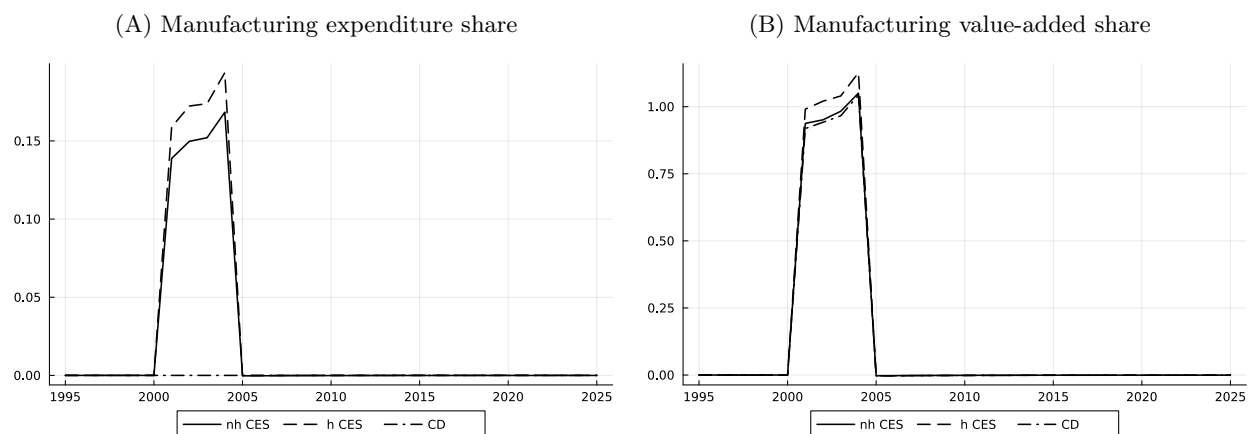 (A) Manufacturing expenditure share
0.15
0.10
0.05
0.00
1995 2000 2005 2010 2015 2020 2025
nh CES h CES CD
(B) Manufacturing value-added share
1.00
0.75
0.50
0.25
0.00
1995 2000 2005 2010 2015 2020 2025
nh CES h CES CD